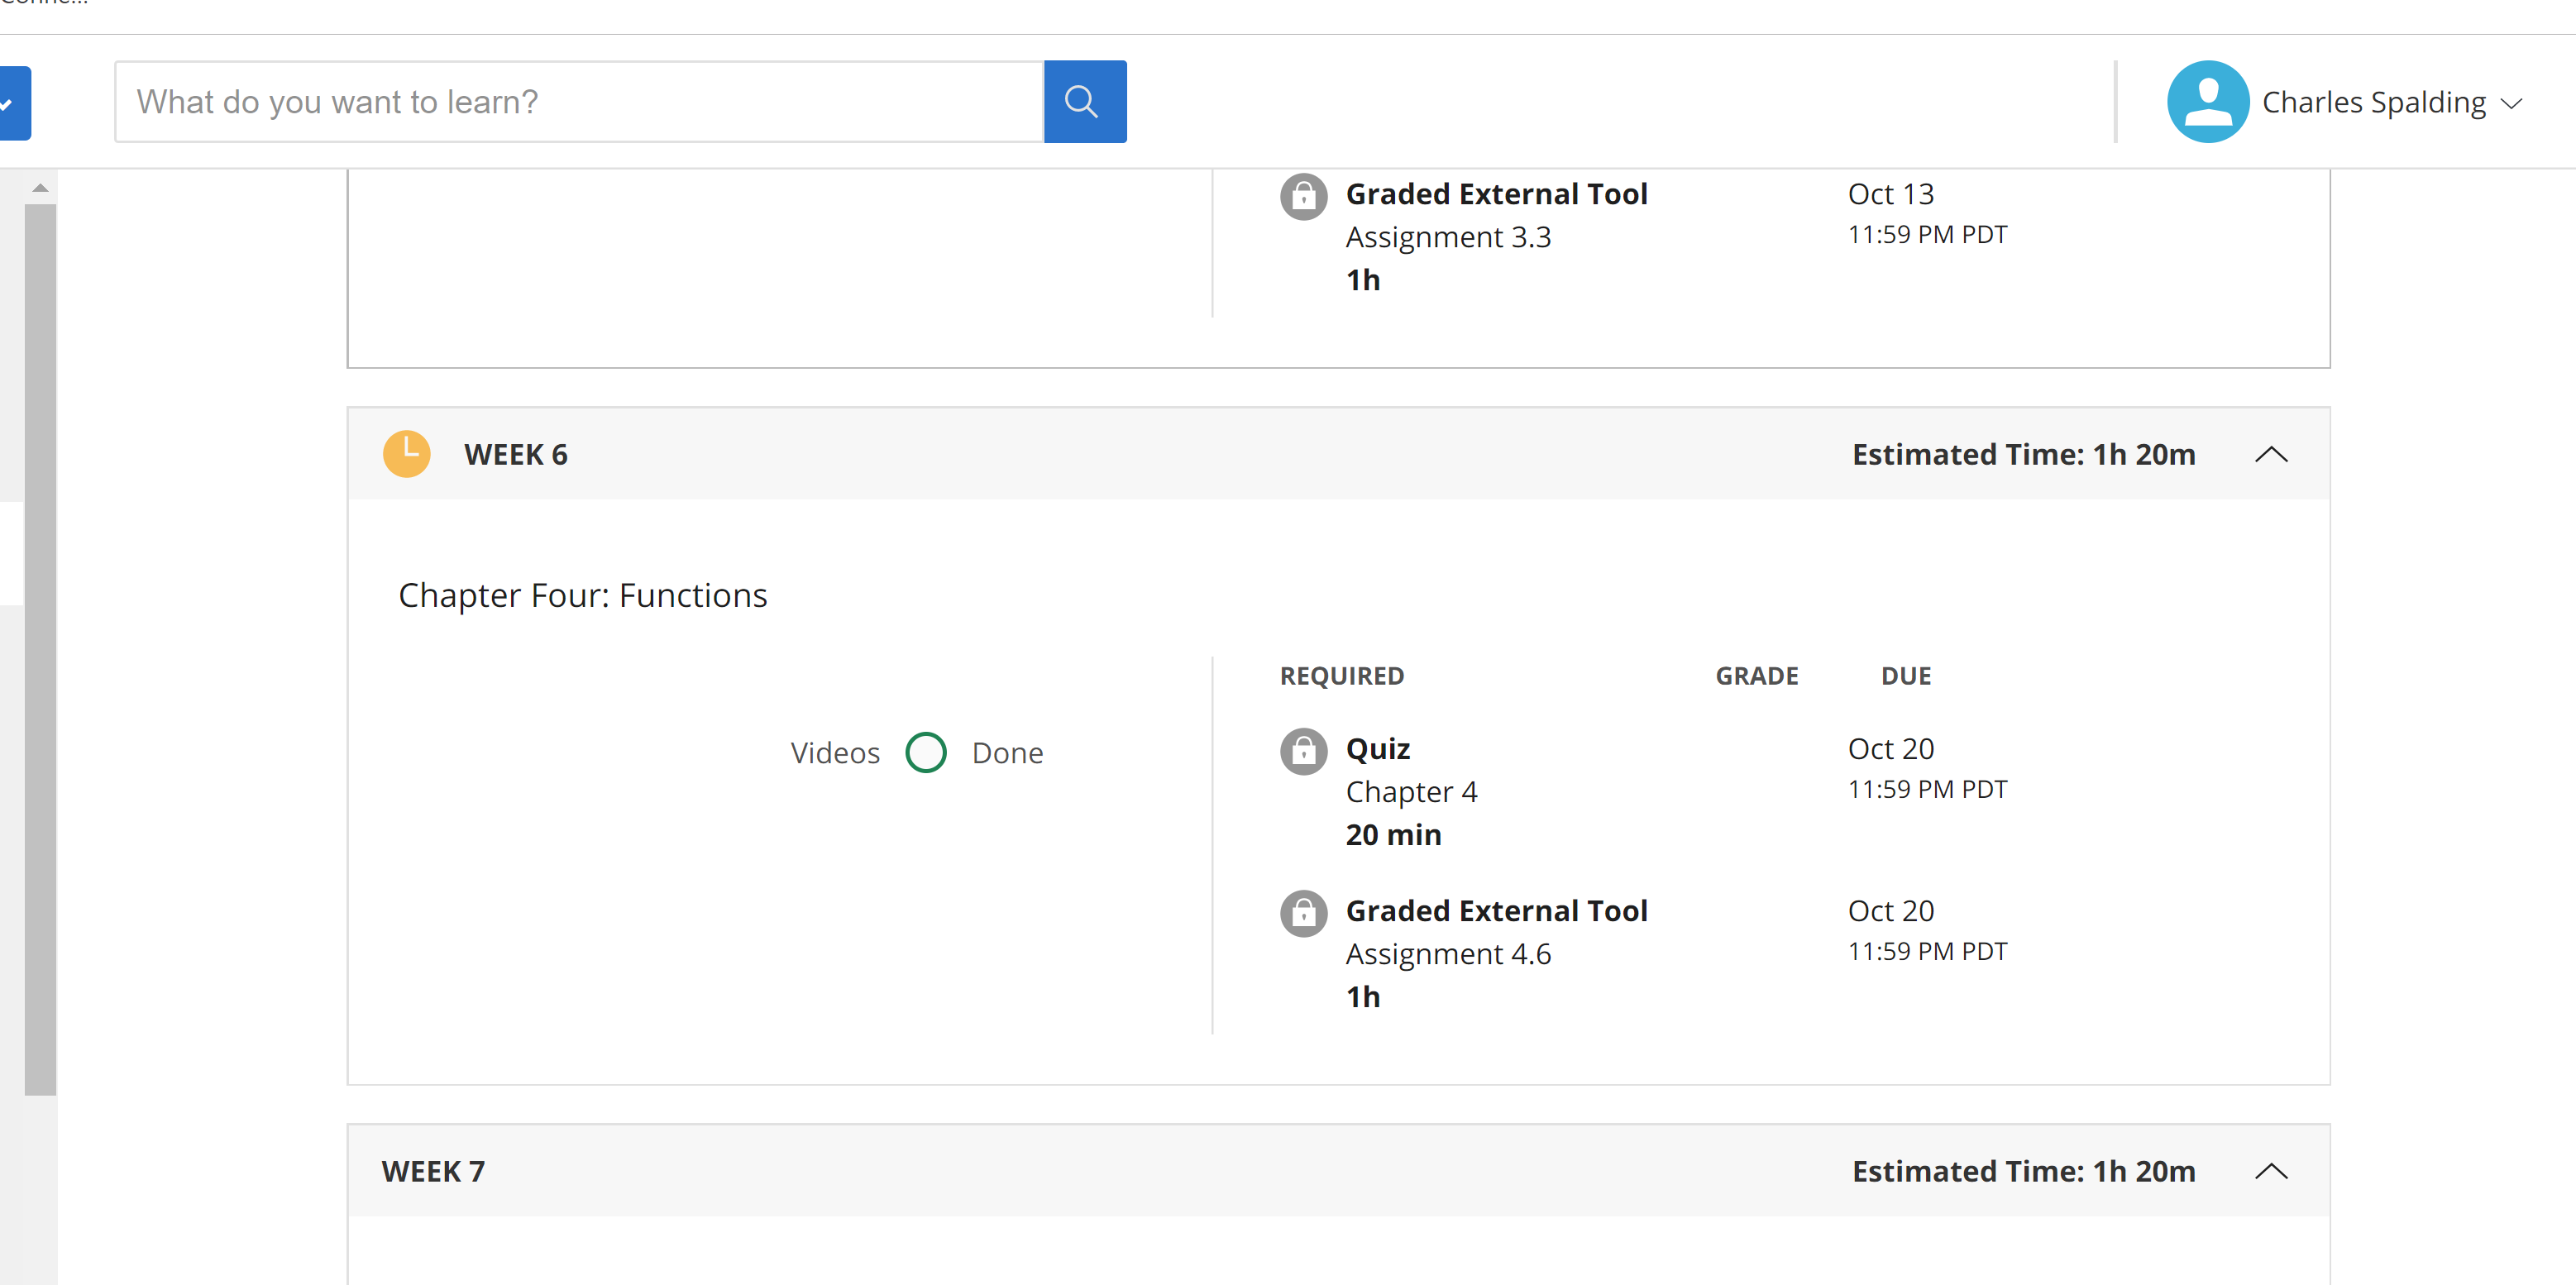 What do you want to learn?
Charles Spalding
Graded External Tool
Oct 13
Assignment 3.3
11:59 PM PDT
1h
WEEK 6
Estimated Time: 1h 20m
Chapter Four: Functions
REQUIRED
GRADE
DUE
Videos
Done
Quiz
Oct 20
Chapter 4
11:59 PM PDT
20 min
Graded External Tool
Oct 20
Assignment 4.6
11:59 PM PDT
1h
WEEK 7
Estimated Time: 1h 20m